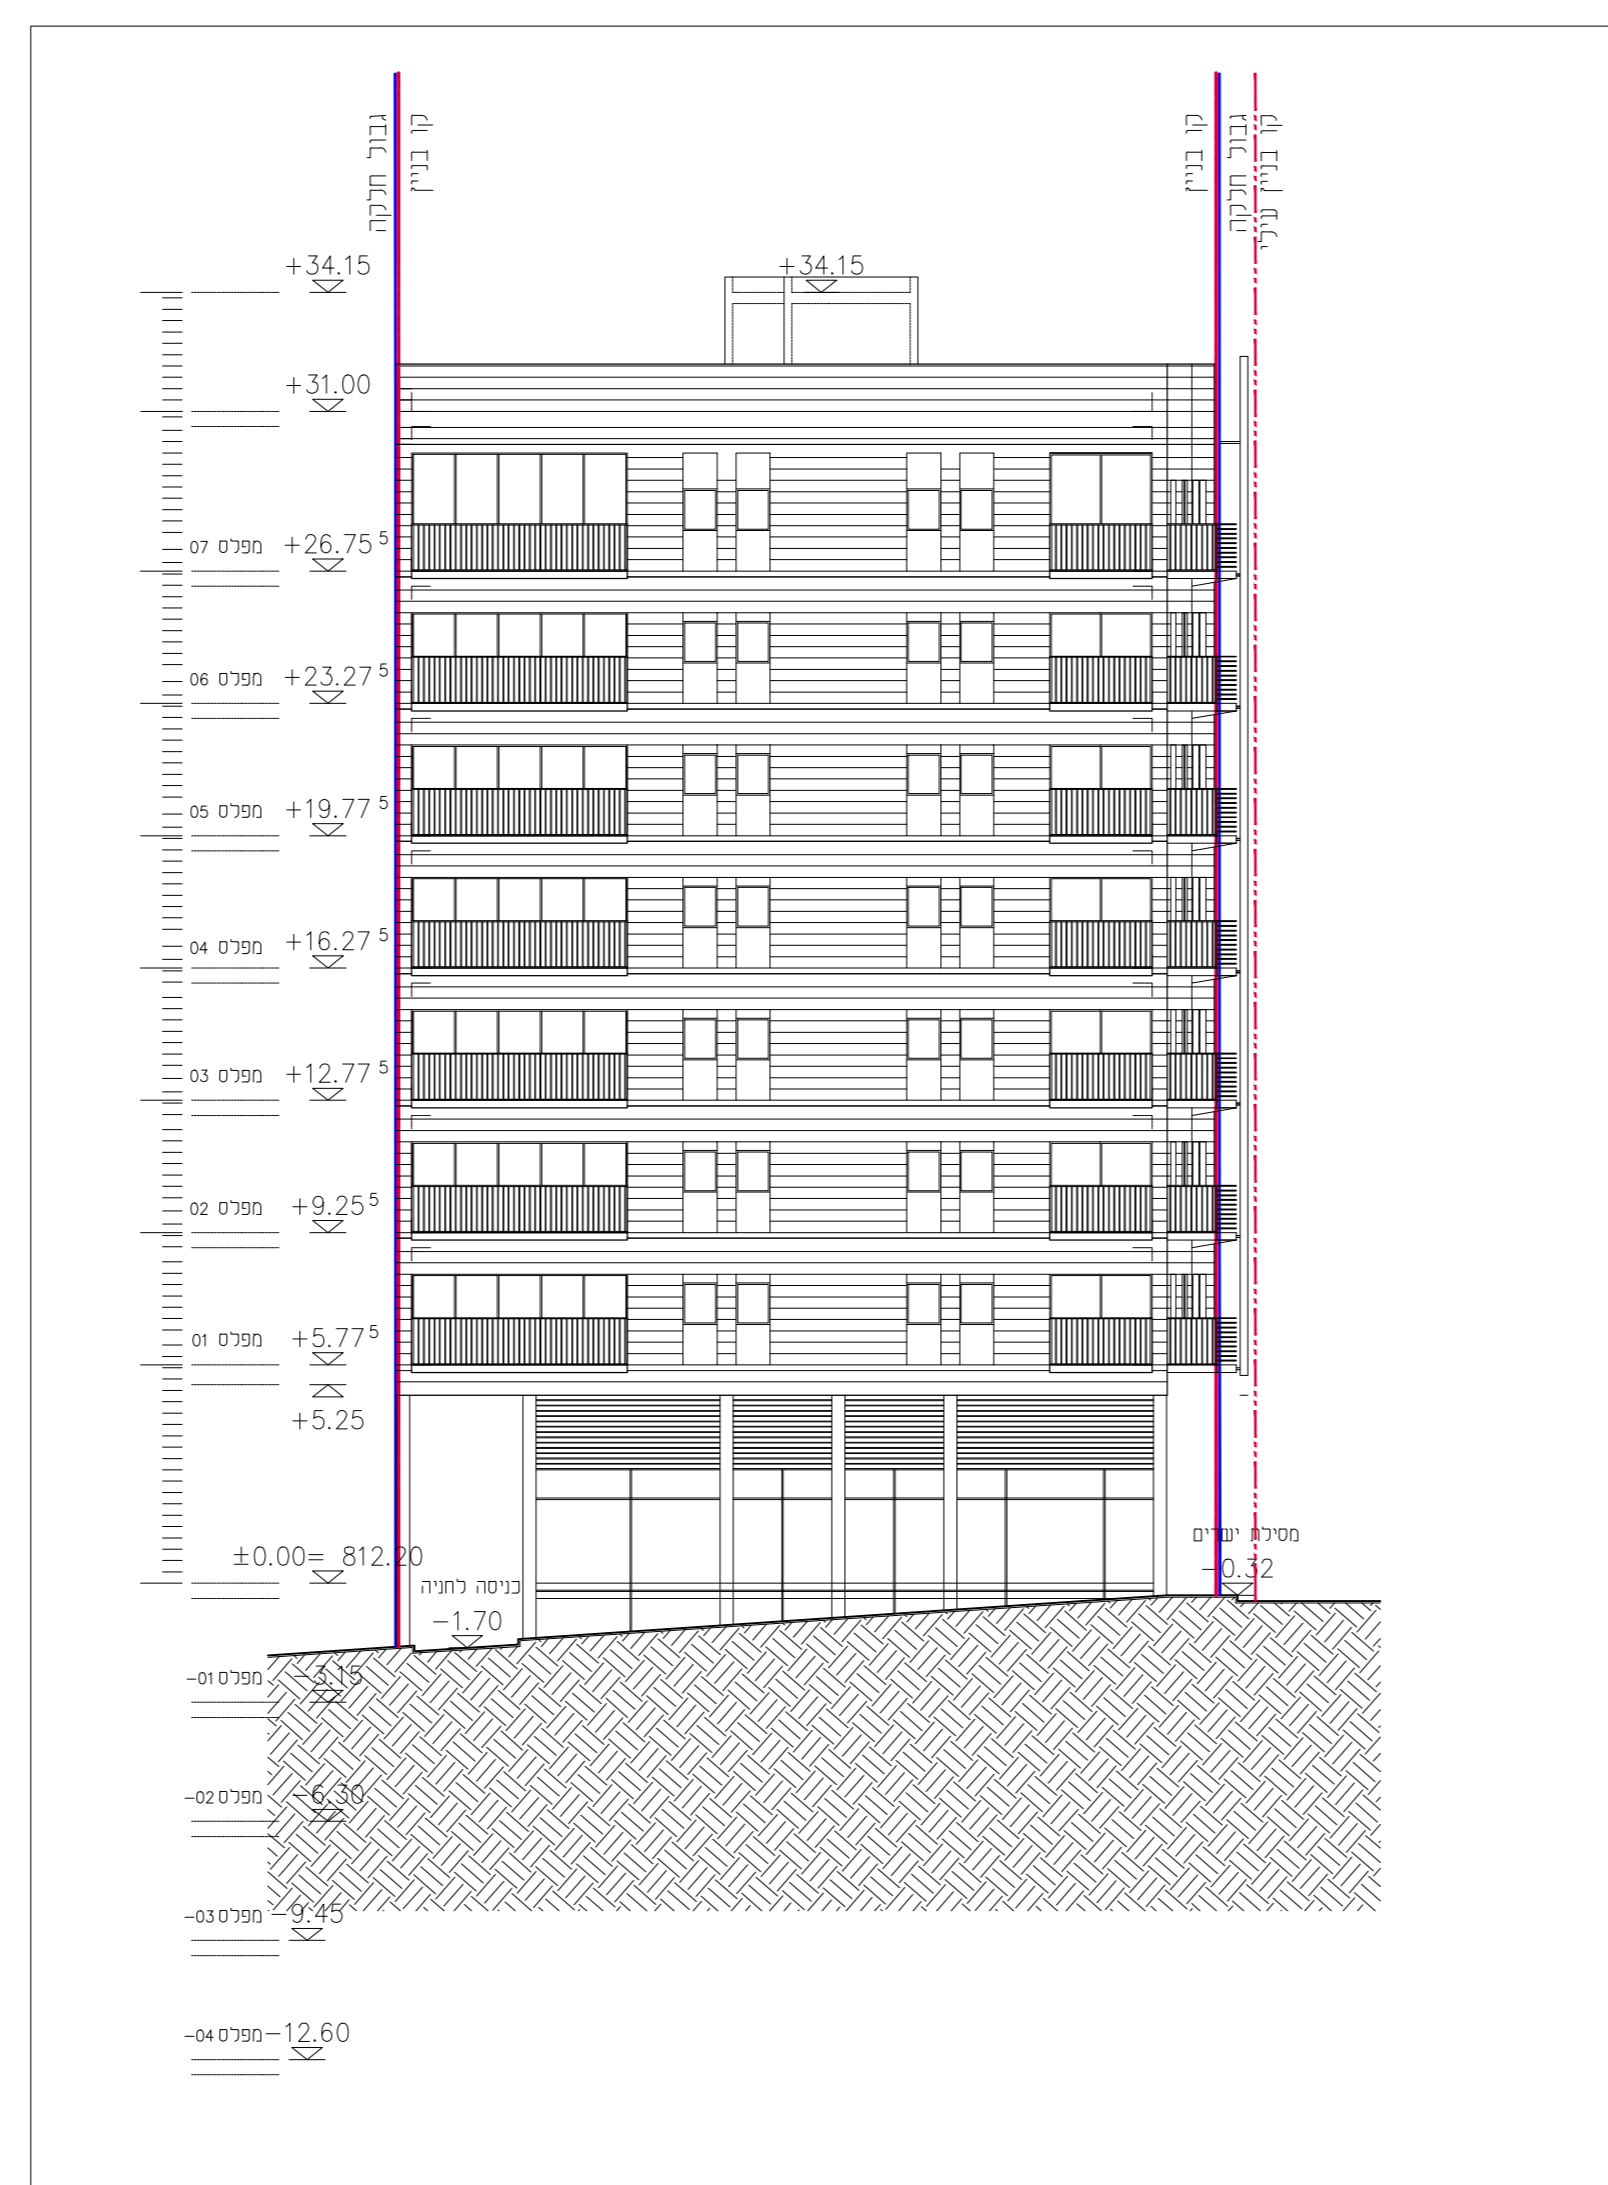 גבול חלקה
קו בניין
קו בניין
גבול חלקה
קו בניין עילי
+34.15
+34.15
+31.00
מפלס 07 +26.75 5
מפלס 06 +23.27 5
מפלס 05 +19.77 5
מפלס 04 +16.27 5
מפלס 03 +12.77 5
מפלס 02 +9.25 5
מפלס 01 +5.77 5
+5.25
±0.00= 812.20
כניסה לחניה
-1.70
מסילת ישרים
-0.32
מפלס 01- -3.15
מפלס 02- -6.30
מפלס 03- -9.45
מפלס 04- -12.60